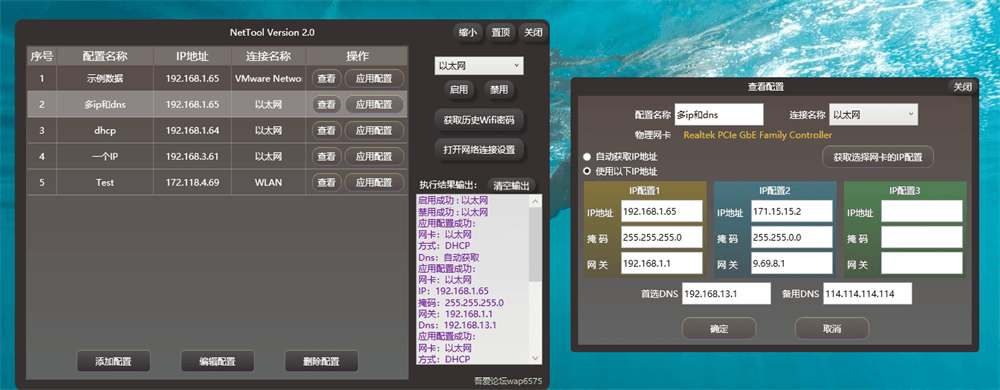 NetTool Version 2.0
缩小 置顶 关闭
序号 配置名称 IP地址 连接名称 操作
1 示例数据 192.168.1.65 VMware Netwo 查看 应用配置
2 多ip和dns 192.168.1.65 以太网 查看 应用配置
3 dhcp 192.168.1.64 以太网 查看 应用配置
4 一个IP 192.168.3.61 以太网 查看 应用配置
5 Test 172.118.4.69 WLAN 查看 应用配置
添加配置 编辑配置 删除配置
以太网
启用 禁用
获取历史Wifi密码
打开网络连接设置
执行结果输出: 清空输出
启用成功 : 以太网
禁用成功 : 以太网
应用配置成功:
网卡: 以太网
方式: DHCP
Dns: 自动获取
应用配置成功:
网卡: 以太网
IP: 192.168.1.65
掩码: 255.255.255.0
网关: 192.168.1.1
Dns: 192.168.13.1
应用配置成功:
网卡: 以太网
方式: DHCP
吾爱论坛wap6575
查看配置 关闭
配置名称 多ip和dns 连接名称 以太网
物理网卡 Realtek PCIe GbE Family Controller
自动获取IP地址 获取选择网卡的IP配置
使用以下IP地址
IP配置1 IP配置2 IP配置3
IP地址 192.168.1.65 IP地址 171.15.15.2 IP地址
掩 码 255.255.255.0 掩 码 255.255.0.0 掩 码
网 关 192.168.1.1 网 关 9.69.8.1 网 关
首选DNS 192.168.13.1 备用DNS 114.114.114.114
确定 取消